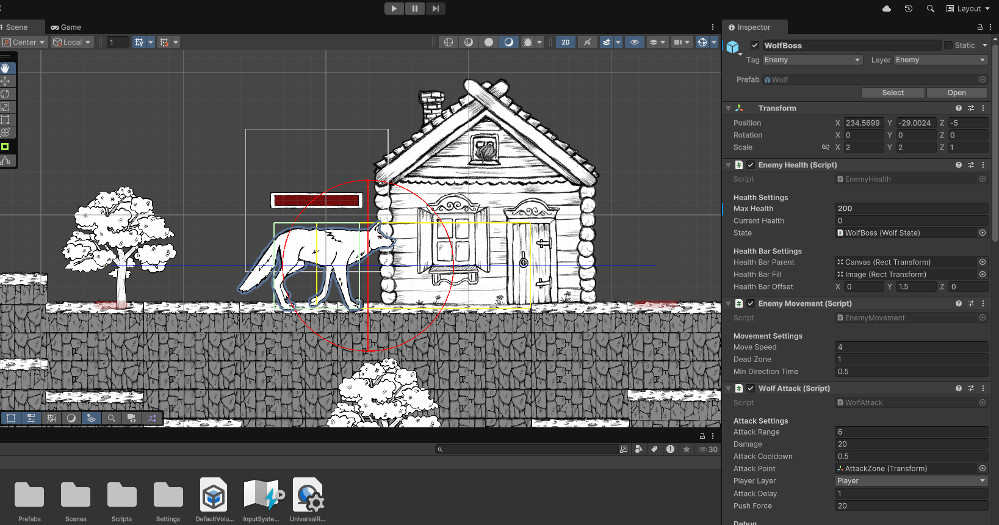 Layout
Scene
Game
Inspector
Center
Local
1
2D
WolfBoss
Static
Tag
Enemy
Layer
Enemy
Prefab
Wolf
Select
Open
Transform
Position
X
234.5699
Y
-29.0024
Z
-5
Rotation
X
0
Y
0
Z
0
Scale
X
2
Y
2
Z
1
Enemy Health (Script)
Script
EnemyHealth
Health Settings
Max Health
200
Current Health
0
State
WolfBoss (Wolf State)
Health Bar Settings
Health Bar Parent
Canvas (Rect Transform)
Health Bar Fill
Image (Rect Transform)
Health Bar Offset
X
0
Y
1.5
Z
0
Enemy Movement (Script)
Script
EnemyMovement
Movement Settings
Move Speed
4
Dead Zone
1
Min Direction Time
0.5
Wolf Attack (Script)
Script
WolfAttack
Attack Settings
Attack Range
6
Damage
20
Attack Cooldown
0.5
Attack Point
AttackZone (Transform)
Player Layer
Player
Attack Delay
1
Push Force
20
Debug
30
Prefabs
Scenes
Scripts
Settings
DefaultVolu...
InputSyste...
UniversalR...